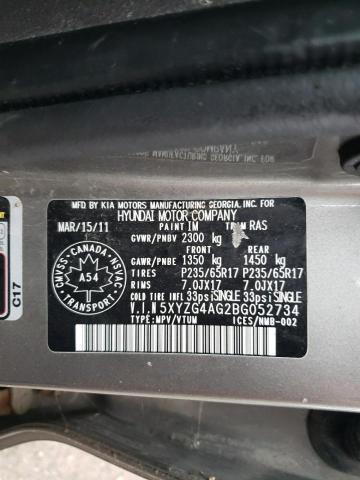 MFD BY KIA MOTORS MANUFACTURING GEORGIA, INC. FOR
HYUNDAI MOTOR COMPANY
MAR/15/11 PAINT IM TRIM RAS
GVWR/PNBV 2300 kg
FRONT REAR
GAWR/PNBE 1350 kg 1450 kg
TIRES P235/65R17 P235/65R17
RIMS 7.0JX17 7.0JX17
COLD TIRE INF 33psi SINGLE 33psi SINGLE
V.I.N 5XYZG4AG2BG052734
TYPE: MPV/VTUM ICES/NMB-002
CANADA
CMVSS
NSVAC
A54
TRANSPORT
C17